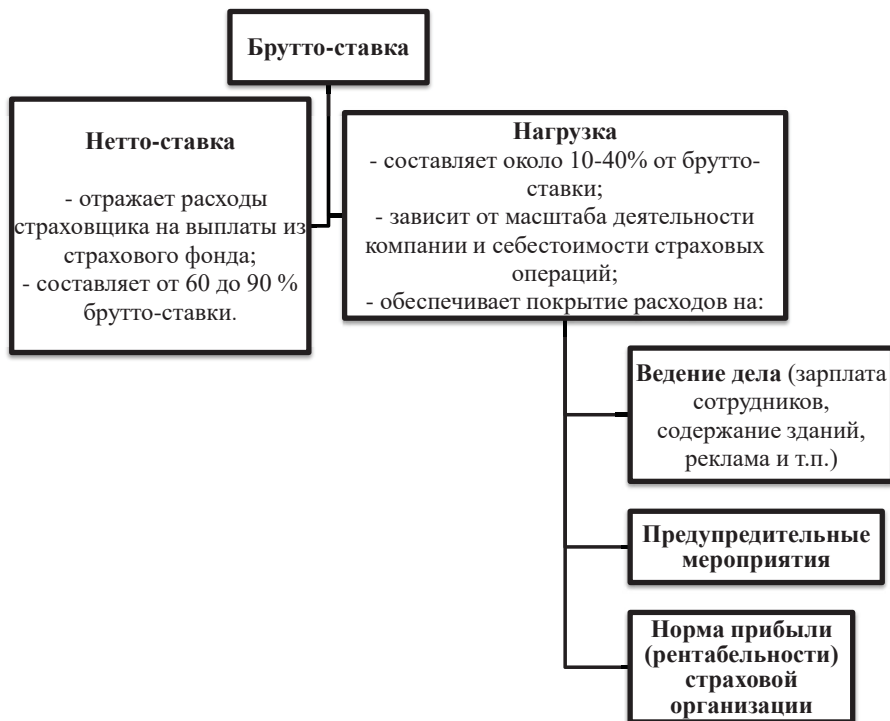 Брутто-ставка
Нетто-ставка
- отражает расходы
страховщика на выплаты из
страхового фонда;
- составляет от 60 до 90 %
брутто-ставки.
Нагрузка
- составляет около 10-40% от брутто-
ставки;
- зависит от масштаба деятельности
компании и себестоимости страховых
операций;
- обеспечивает покрытие расходов на:
Ведение дела (зарплата
сотрудников,
содержание зданий,
реклама и т.п.)
Предупредительные
мероприятия
Норма прибыли
(рентабельности)
страховой
организации